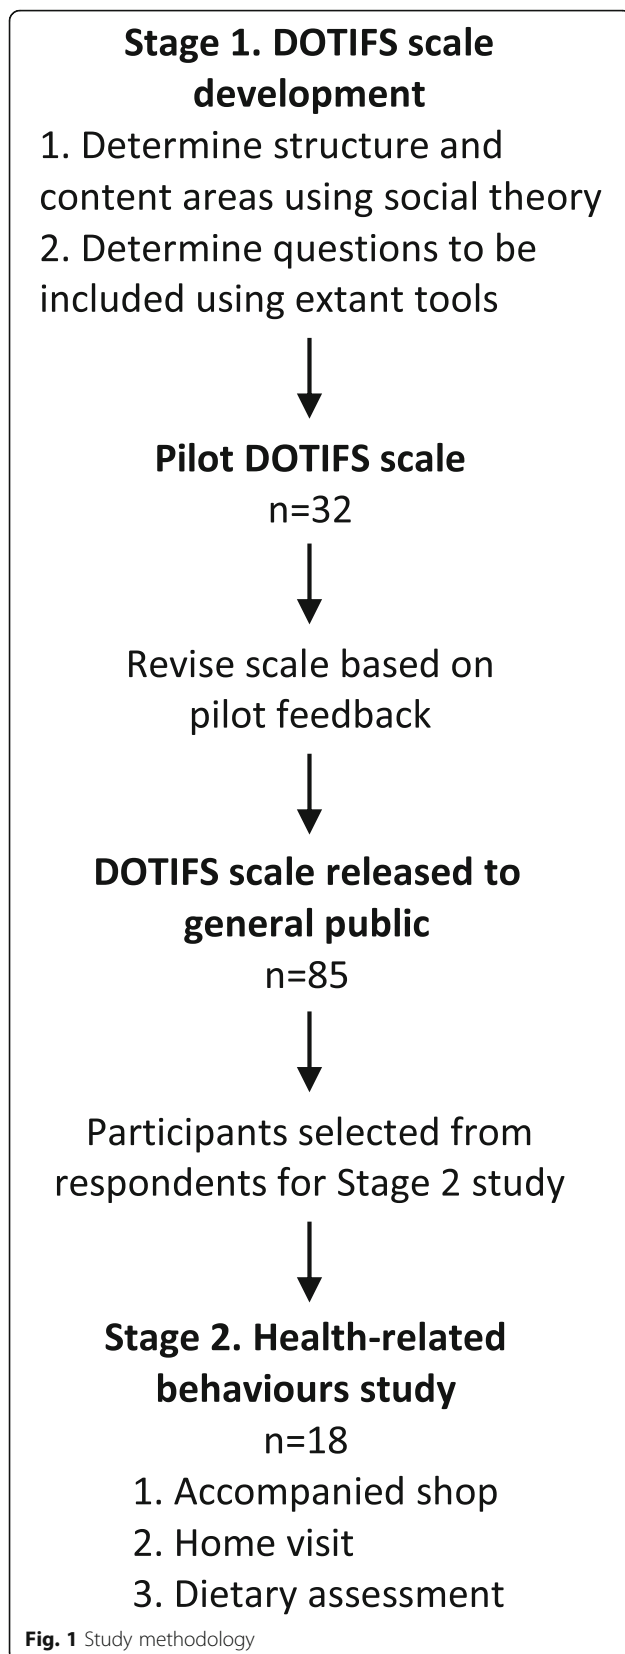 Stage 1. DOTIFS scale
development
1. Determine structure and
content areas using social theory
2. Determine questions to be
included using extant tools
Pilot DOTIFS scale
n=32
Revise scale based on
pilot feedback
DOTIFS scale released to
general public
n=85
Participants selected from
respondents for Stage 2 study
Stage 2. Health-related
behaviours study
n=18
1. Accompanied shop
2. Home visit
3. Dietary assessment
Fig. 1 Study methodology